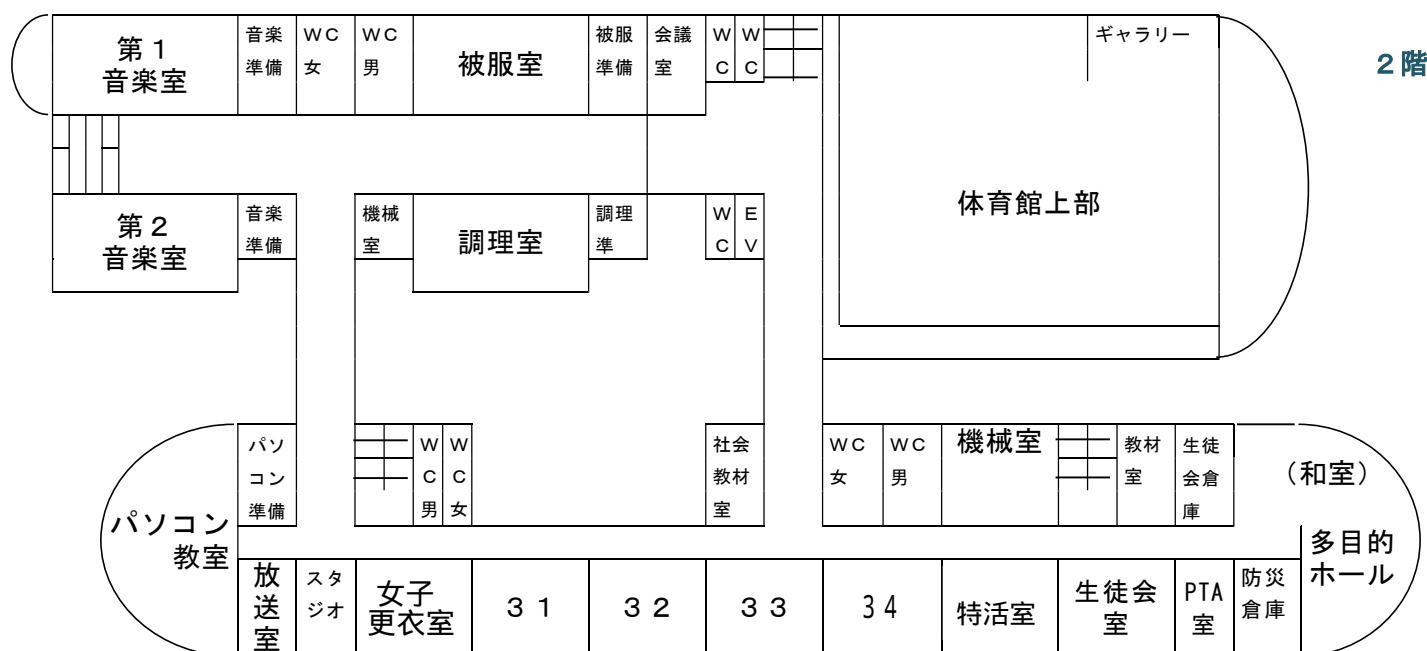 第１
音楽室
音楽
準備
ＷＣ
女
ＷＣ
男
被服室
被服
準備
会議
室
Ｗ
Ｃ
Ｗ
Ｃ
ギャラリー
２階
第２
音楽室
音楽
準備
機械
室
調理室
調理
準
Ｗ
Ｃ
Ｅ
Ｖ
体育館上部
パソコン
教室
パソ
コン
準備
Ｗ
Ｃ
男
Ｗ
Ｃ
女
社会
教材
室
ＷＣ
女
ＷＣ
男
機械室
教材
室
生徒
会倉
庫
（和室）
多目的
ホール
放
送
室
スタ
ジオ
女子
更衣室
３１
３２
３３
34
特活室
生徒会
室
PTA
室
防災
倉庫